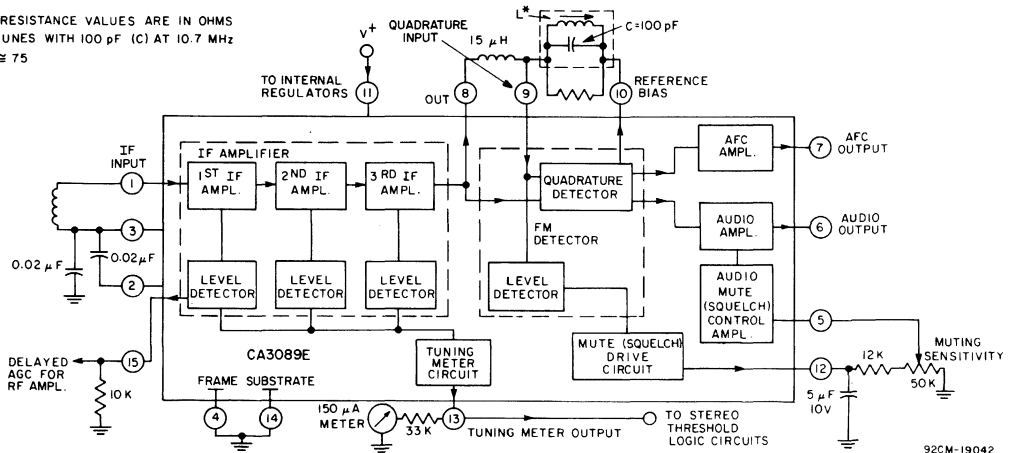 RESISTANCE VALUES ARE IN OHMS
UNES WITH 100 pF (C) AT 10.7 MHz
≅ 75
V+
TO INTERNAL
REGULATORS
11
QUADRATURE
INPUT
15 μH
L*
C=100 pF
OUT
8
9
10
REFERENCE
BIAS
IF
INPUT
1
3
2
0.02 μF
0.02 μF
IF AMPLIFIER
1ST IF
AMPL.
2ND IF
AMPL.
3RD IF
AMPL.
LEVEL
DETECTOR
LEVEL
DETECTOR
LEVEL
DETECTOR
QUADRATURE
DETECTOR
FM
DETECTOR
LEVEL
DETECTOR
AFC
AMPL.
7
AFC
OUTPUT
AUDIO
AMPL.
6
AUDIO
OUTPUT
AUDIO
MUTE
(SQUELCH)
CONTROL
AMPL.
5
MUTING
SENSITIVITY
MUTE (SQUELCH)
DRIVE
CIRCUIT
12
12K
50K
5 μF
10V
DELAYED
AGC FOR
RF AMPL.
15
10K
CA3089E
FRAME
SUBSTRATE
4
14
TUNING
METER
CIRCUIT
150 μA
METER
33K
13
TUNING METER OUTPUT
TO STEREO
THRESHOLD
LOGIC CIRCUITS
92CM-19042